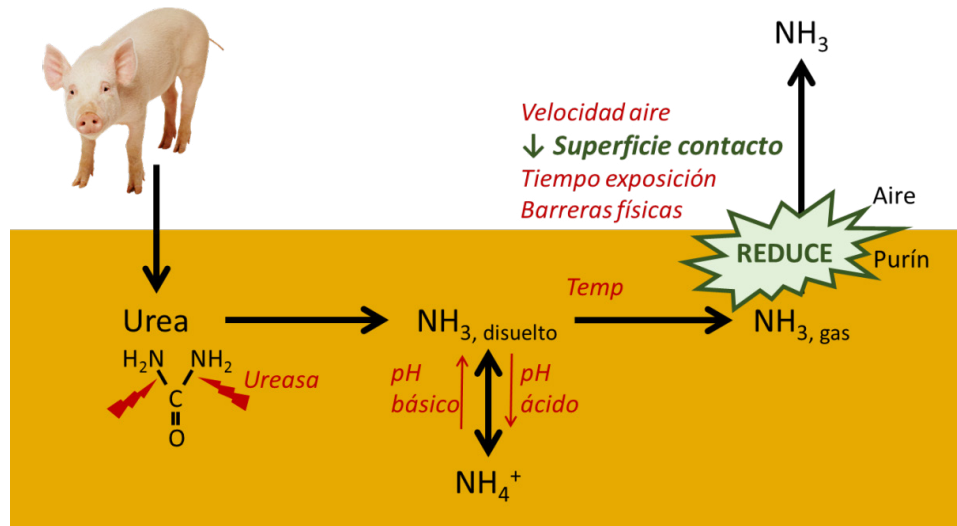 NH₃
Velocidad aire
↓ Superficie contacto
Tiempo exposición
Barreras físicas
Aire
REDUCE
Purín
Urea
NH₃, disuelto
Temp
NH₃, gas
H₂N
NH₂
C
O
Ureasa
pH básico
pH ácido
NH₄⁺